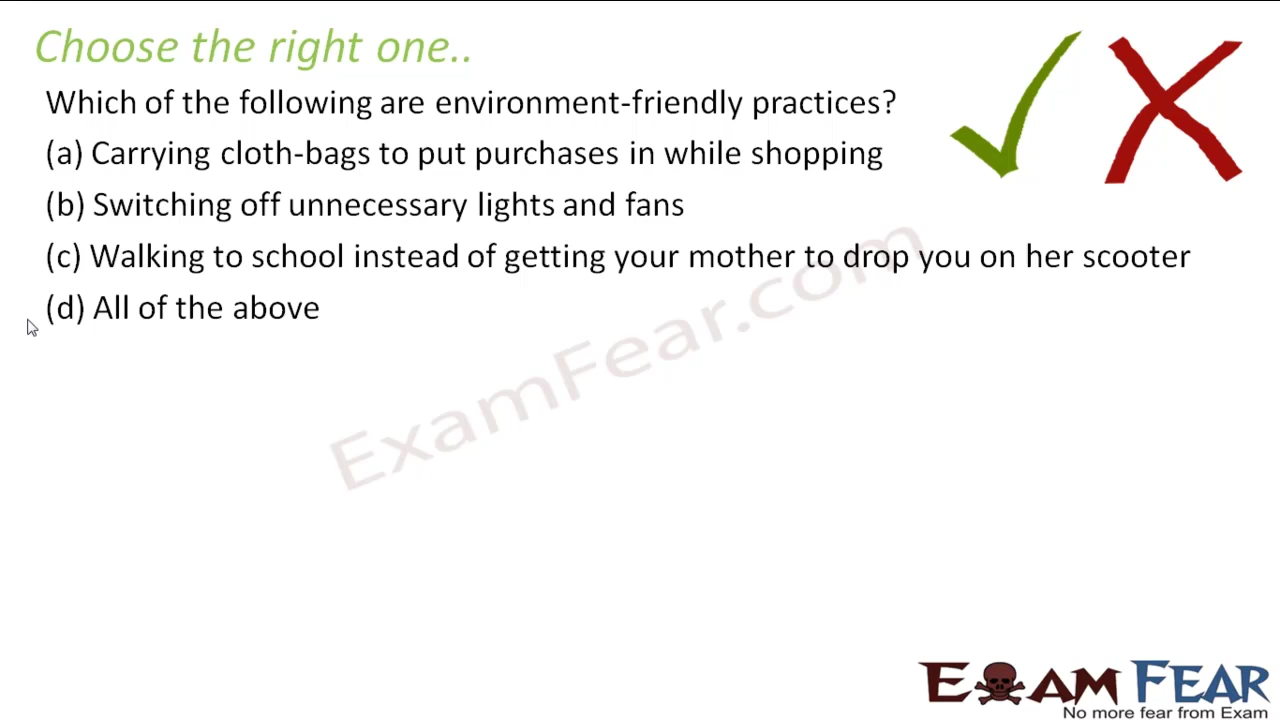 Choose the right one..
Which of the following are environment-friendly practices?
(a) Carrying cloth-bags to put purchases in while shopping
(b) Switching off unnecessary lights and fans
(c) Walking to school instead of getting your mother to drop you on her scooter
(d) All of the above
ExamFear.com
EXAM FEAR
No more fear from Exam